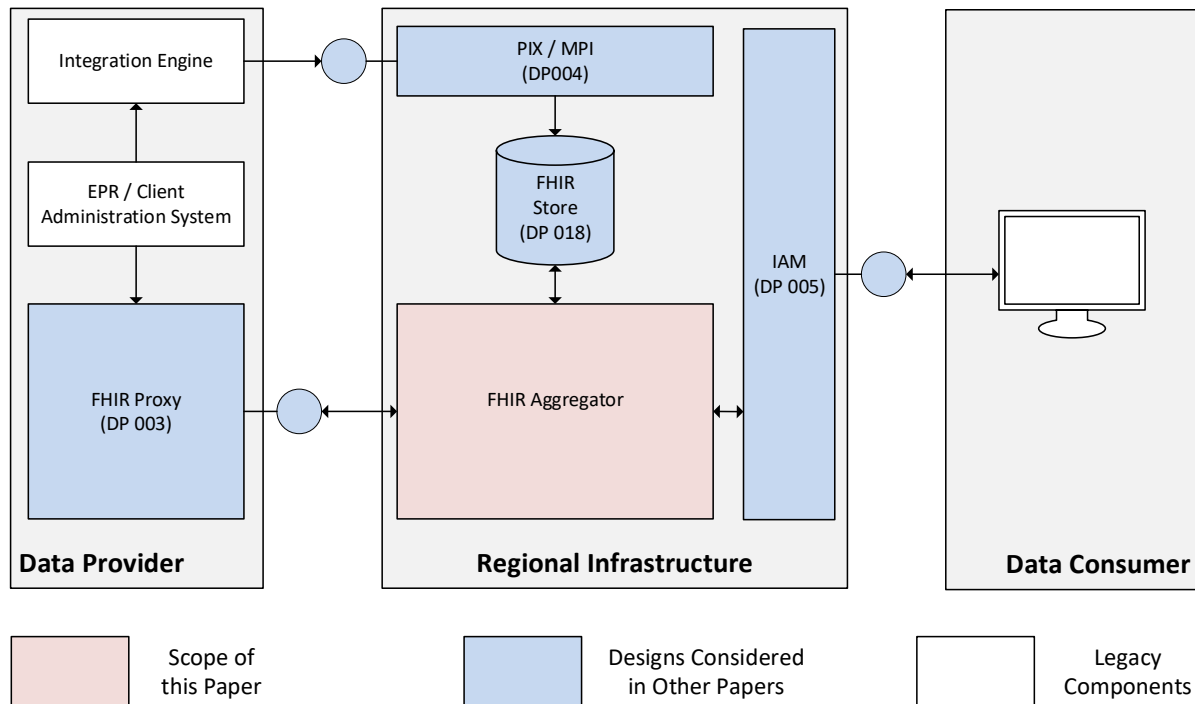 Integration Engine
EPR / Client
Administration System
FHIR Proxy
(DP 003)
Data Provider
PIX / MPI
(DP004)
FHIR
Store
(DP 018)
FHIR Aggregator
IAM
(DP 005)
Regional Infrastructure
Data Consumer
Scope of
this Paper
Designs Considered
in Other Papers
Legacy
Components